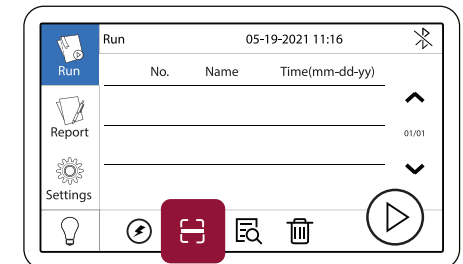 Run 05-19-2021 11:16
Run
No. Name Time(mm-dd-yy)
Report
01/01
Settings